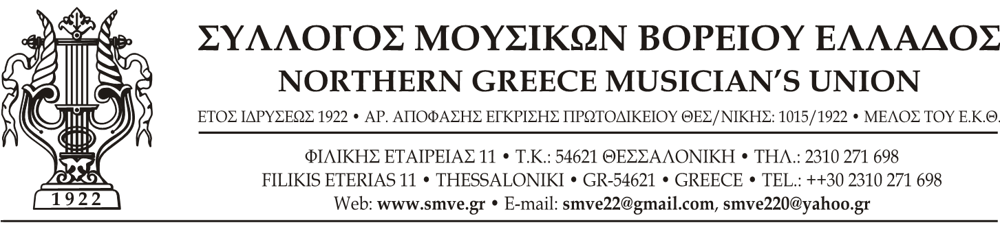 ΣΥΛΛΟΓΟΣ ΜΟΥΣΙΚΩΝ ΒΟΡΕΙΟΥ ΕΛΛΑΔΟΣ
NORTHERN GREECE MUSICIAN’S UNION
ΕΤΟΣ ΙΔΡΥΣΕΩΣ 1922 • ΑΡ. ΑΠΟΦΑΣΗΣ ΕΓΚΡΙΣΗΣ ΠΡΩΤΟΔΙΚΕΙΟΥ ΘΕΣ/ΝΙΚΗΣ: 1015/1922 • ΜΕΛΟΣ ΤΟΥ Ε.Κ.Θ.
ΦΙΛΙΚΗΣ ΕΤΑΙΡΕΙΑΣ 11 • Τ.Κ.: 54621 ΘΕΣΣΑΛΟΝΙΚΗ • ΤΗΛ.: 2310 271 698
FILIKIS ETERIAS 11 • THESSALONIKI • GR-54621 • GREECE • TEL.: ++30 2310 271 698
Web: www.smve.gr • E-mail: smve22@gmail.com, smve220@yahoo.gr
1922